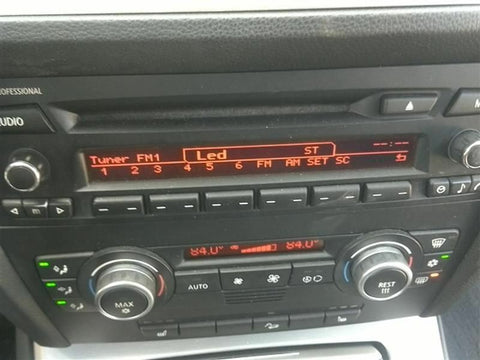 PROFESSIONAL
AUDIO
M
Led ST --:--
Tuner FM1
1 2 3 4 5 6 FM AM SET SC
84.0° 84.0°
AUTO
MAX
REST